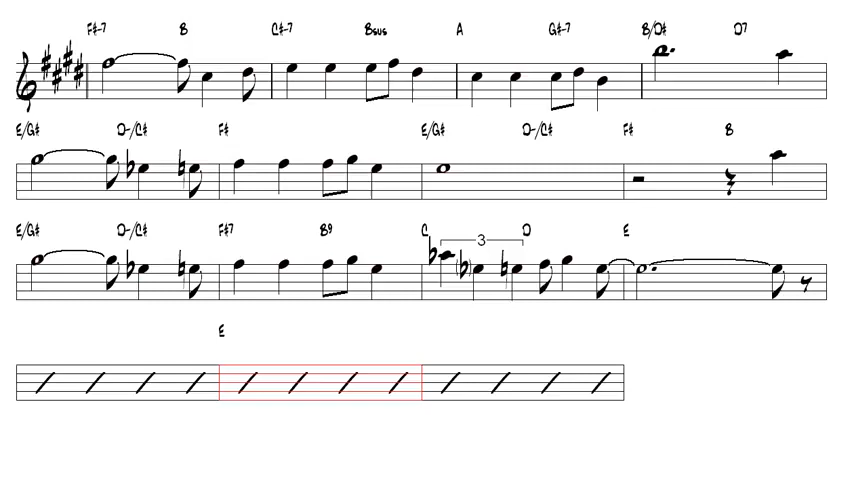 F#-7 B C#-7 Bsus A G#-7 B/D# D7
E/G# D-/C# F# E/G# D-/C# F# B
E/G# D-/C# F#7 B9 C 3 D E
E